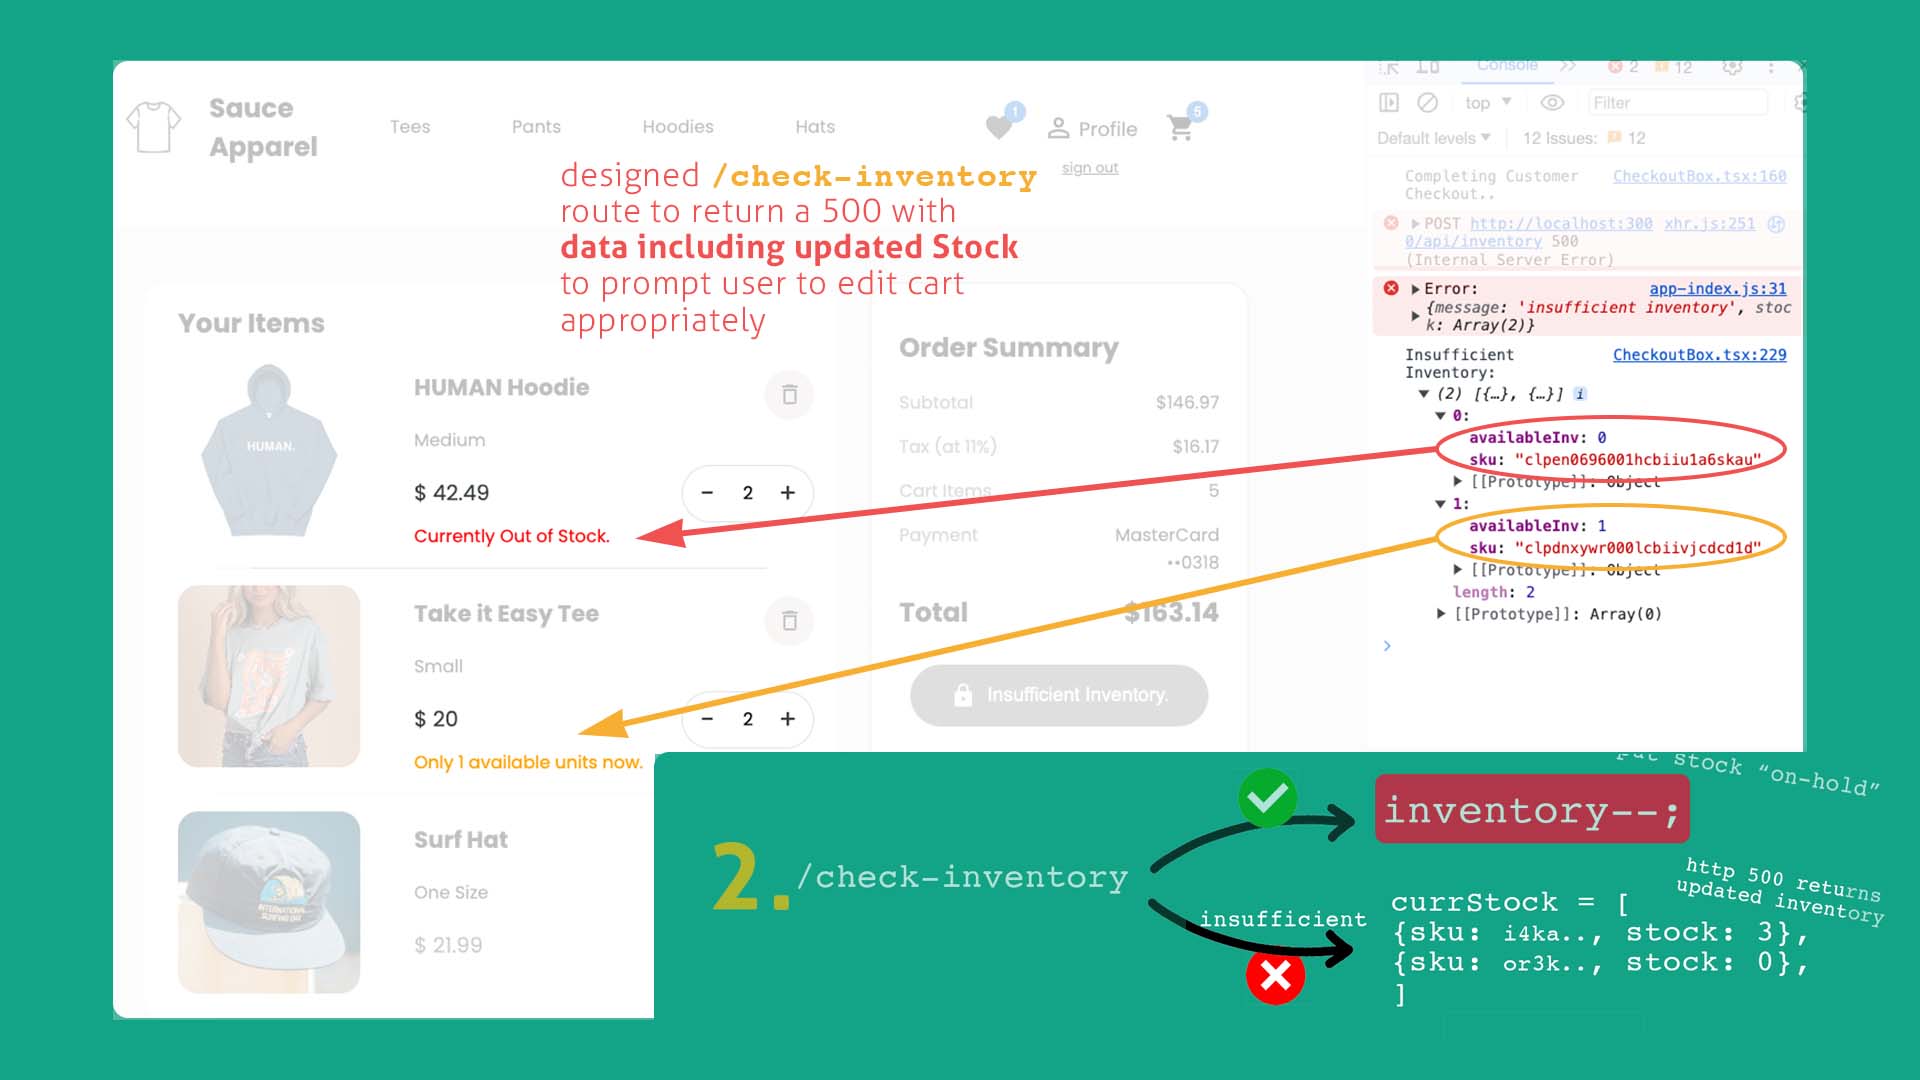 Sauce
Apparel
Tees
Pants
Hoodies
Hats
1
Profile
5
sign out
designed /check-inventory
route to return a 500 with
data including updated Stock
to prompt user to edit cart
appropriately
Your Items
HUMAN.
HUMAN Hoodie
Medium
$ 42.49
− 2 +
Currently Out of Stock.
Take it Easy Tee
Small
$ 20
− 2 +
Only 1 available units now.
INTERNATIONAL
SURFING DAY
Surf Hat
One Size
$ 21.99
Order Summary
Subtotal $146.97
Tax (at 11%) $16.17
Cart Items 5
Payment MasterCard
••0318
Total $163.14
Insufficient Inventory.
Console >> 2 12
top ▼ Filter
Default levels ▼ 12 Issues: 12
Completing Customer CheckoutBox.tsx:160
Checkout..
▶POST http://localhost:300 xhr.js:251
0/api/inventory 500
(Internal Server Error)
▶Error: app-index.js:31
▶{message: 'insufficient inventory', stoc
k: Array(2)}
Insufficient CheckoutBox.tsx:229
Inventory:
▼(2) [{…}, {…}] i
▼0:
availableInv: 0
sku: "clpen0696001hcbiiu1a6skau"
▶[[Prototype]]: Object
▼1:
availableInv: 1
sku: "clpdnxywr000lcbiivjcdcd1d"
▶[[Prototype]]: Object
length: 2
▶[[Prototype]]: Array(0)
>
put stock "on-hold"
inventory--;
2. /check-inventory
http 500 returns
updated inventory
insufficient
currStock = [
{sku: i4ka.., stock: 3},
{sku: or3k.., stock: 0},
]